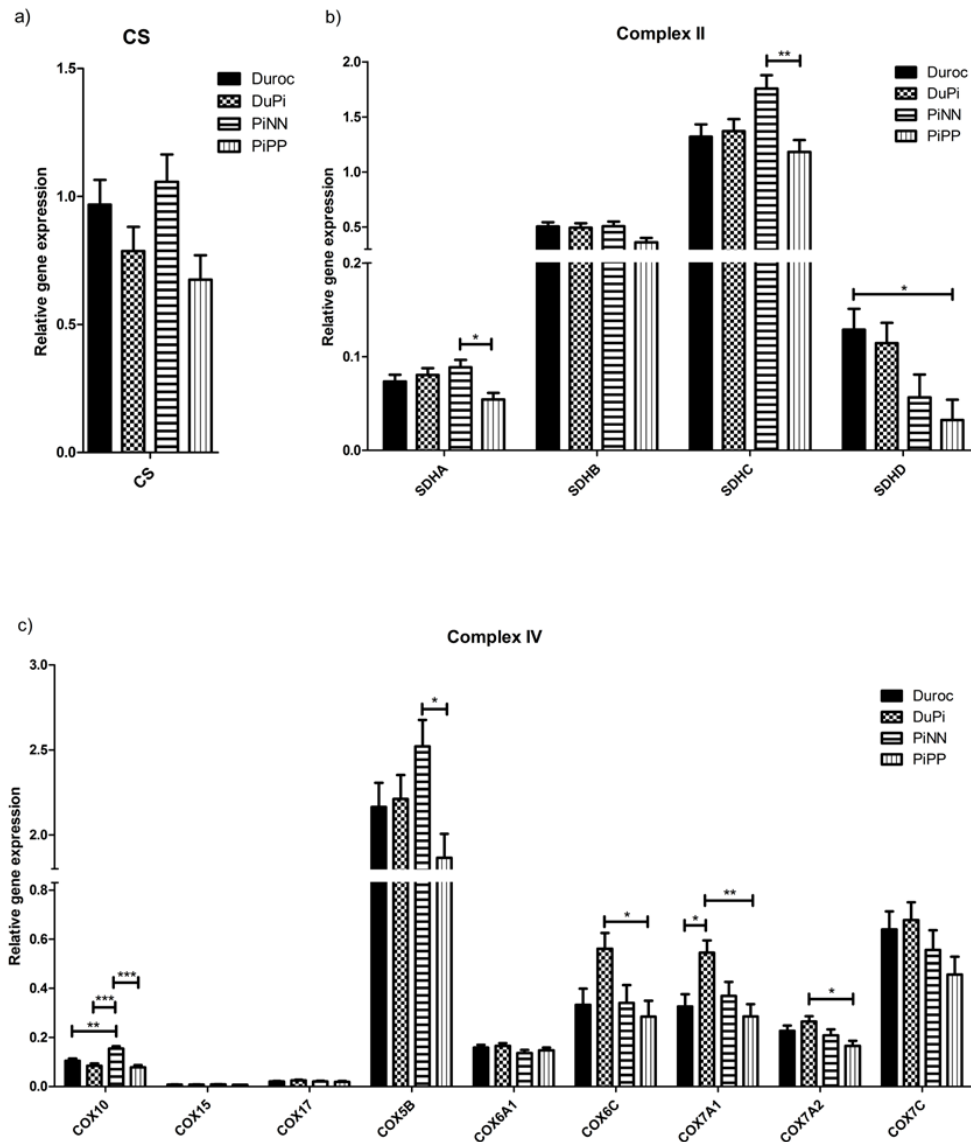 a)
CS
Relative gene expression
1.5
1.0
0.5
0.0
Duroc
DuPi
PiNN
PiPP
CS
b)
Complex II
Relative gene expression
2.0
1.5
1.0
0.5
0.2
0.1
0.0
Duroc
DuPi
PiNN
PiPP
*
**
*
SDHA
SDHB
SDHC
SDHD
c)
Complex IV
Relative gene expression
3.0
2.5
2.0
0.8
0.6
0.4
0.2
0.0
Duroc
DuPi
PiNN
PiPP
**
***
***
*
*
*
**
*
COX10
COX15
COX17
COX5B
COX6A1
COX6C
COX7A1
COX7A2
COX7C